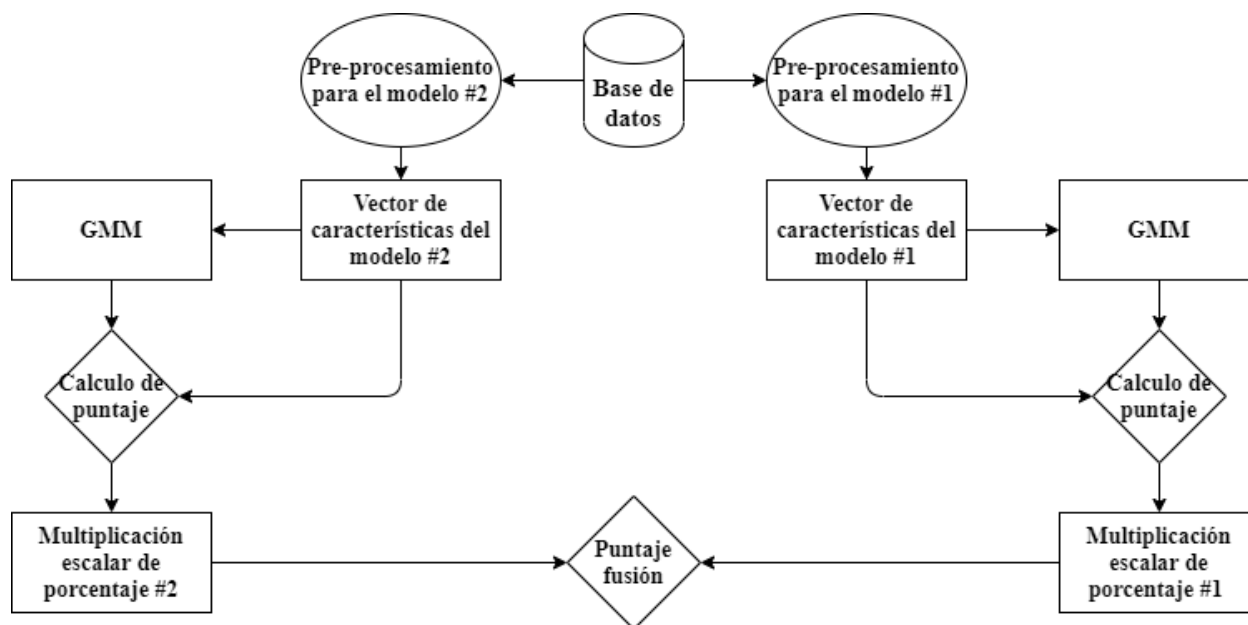 Pre-procesamiento
para el modelo #2
Base de
datos
Pre-procesamiento
para el modelo #1
GMM
Vector de
características del
modelo #2
Vector de
características del
modelo #1
GMM
Calculo de
puntaje
Calculo de
puntaje
Multiplicación
escalar de
porcentaje #2
Puntaje
fusión
Multiplicación
escalar de
porcentaje #1